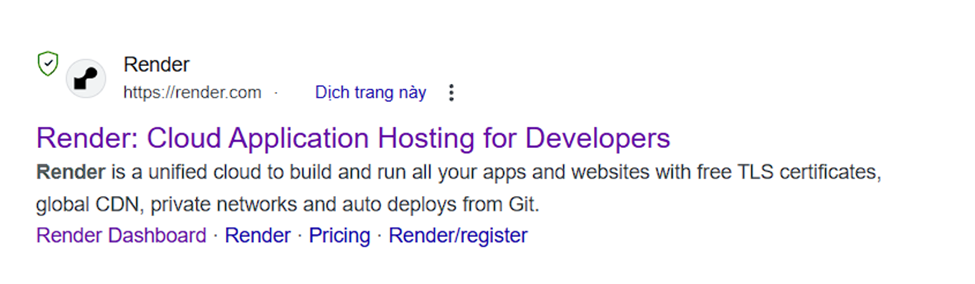 Render
https://render.com · Dịch trang này
Render: Cloud Application Hosting for Developers
Render is a unified cloud to build and run all your apps and websites with free TLS certificates,
global CDN, private networks and auto deploys from Git.
Render Dashboard · Render · Pricing · Render/register